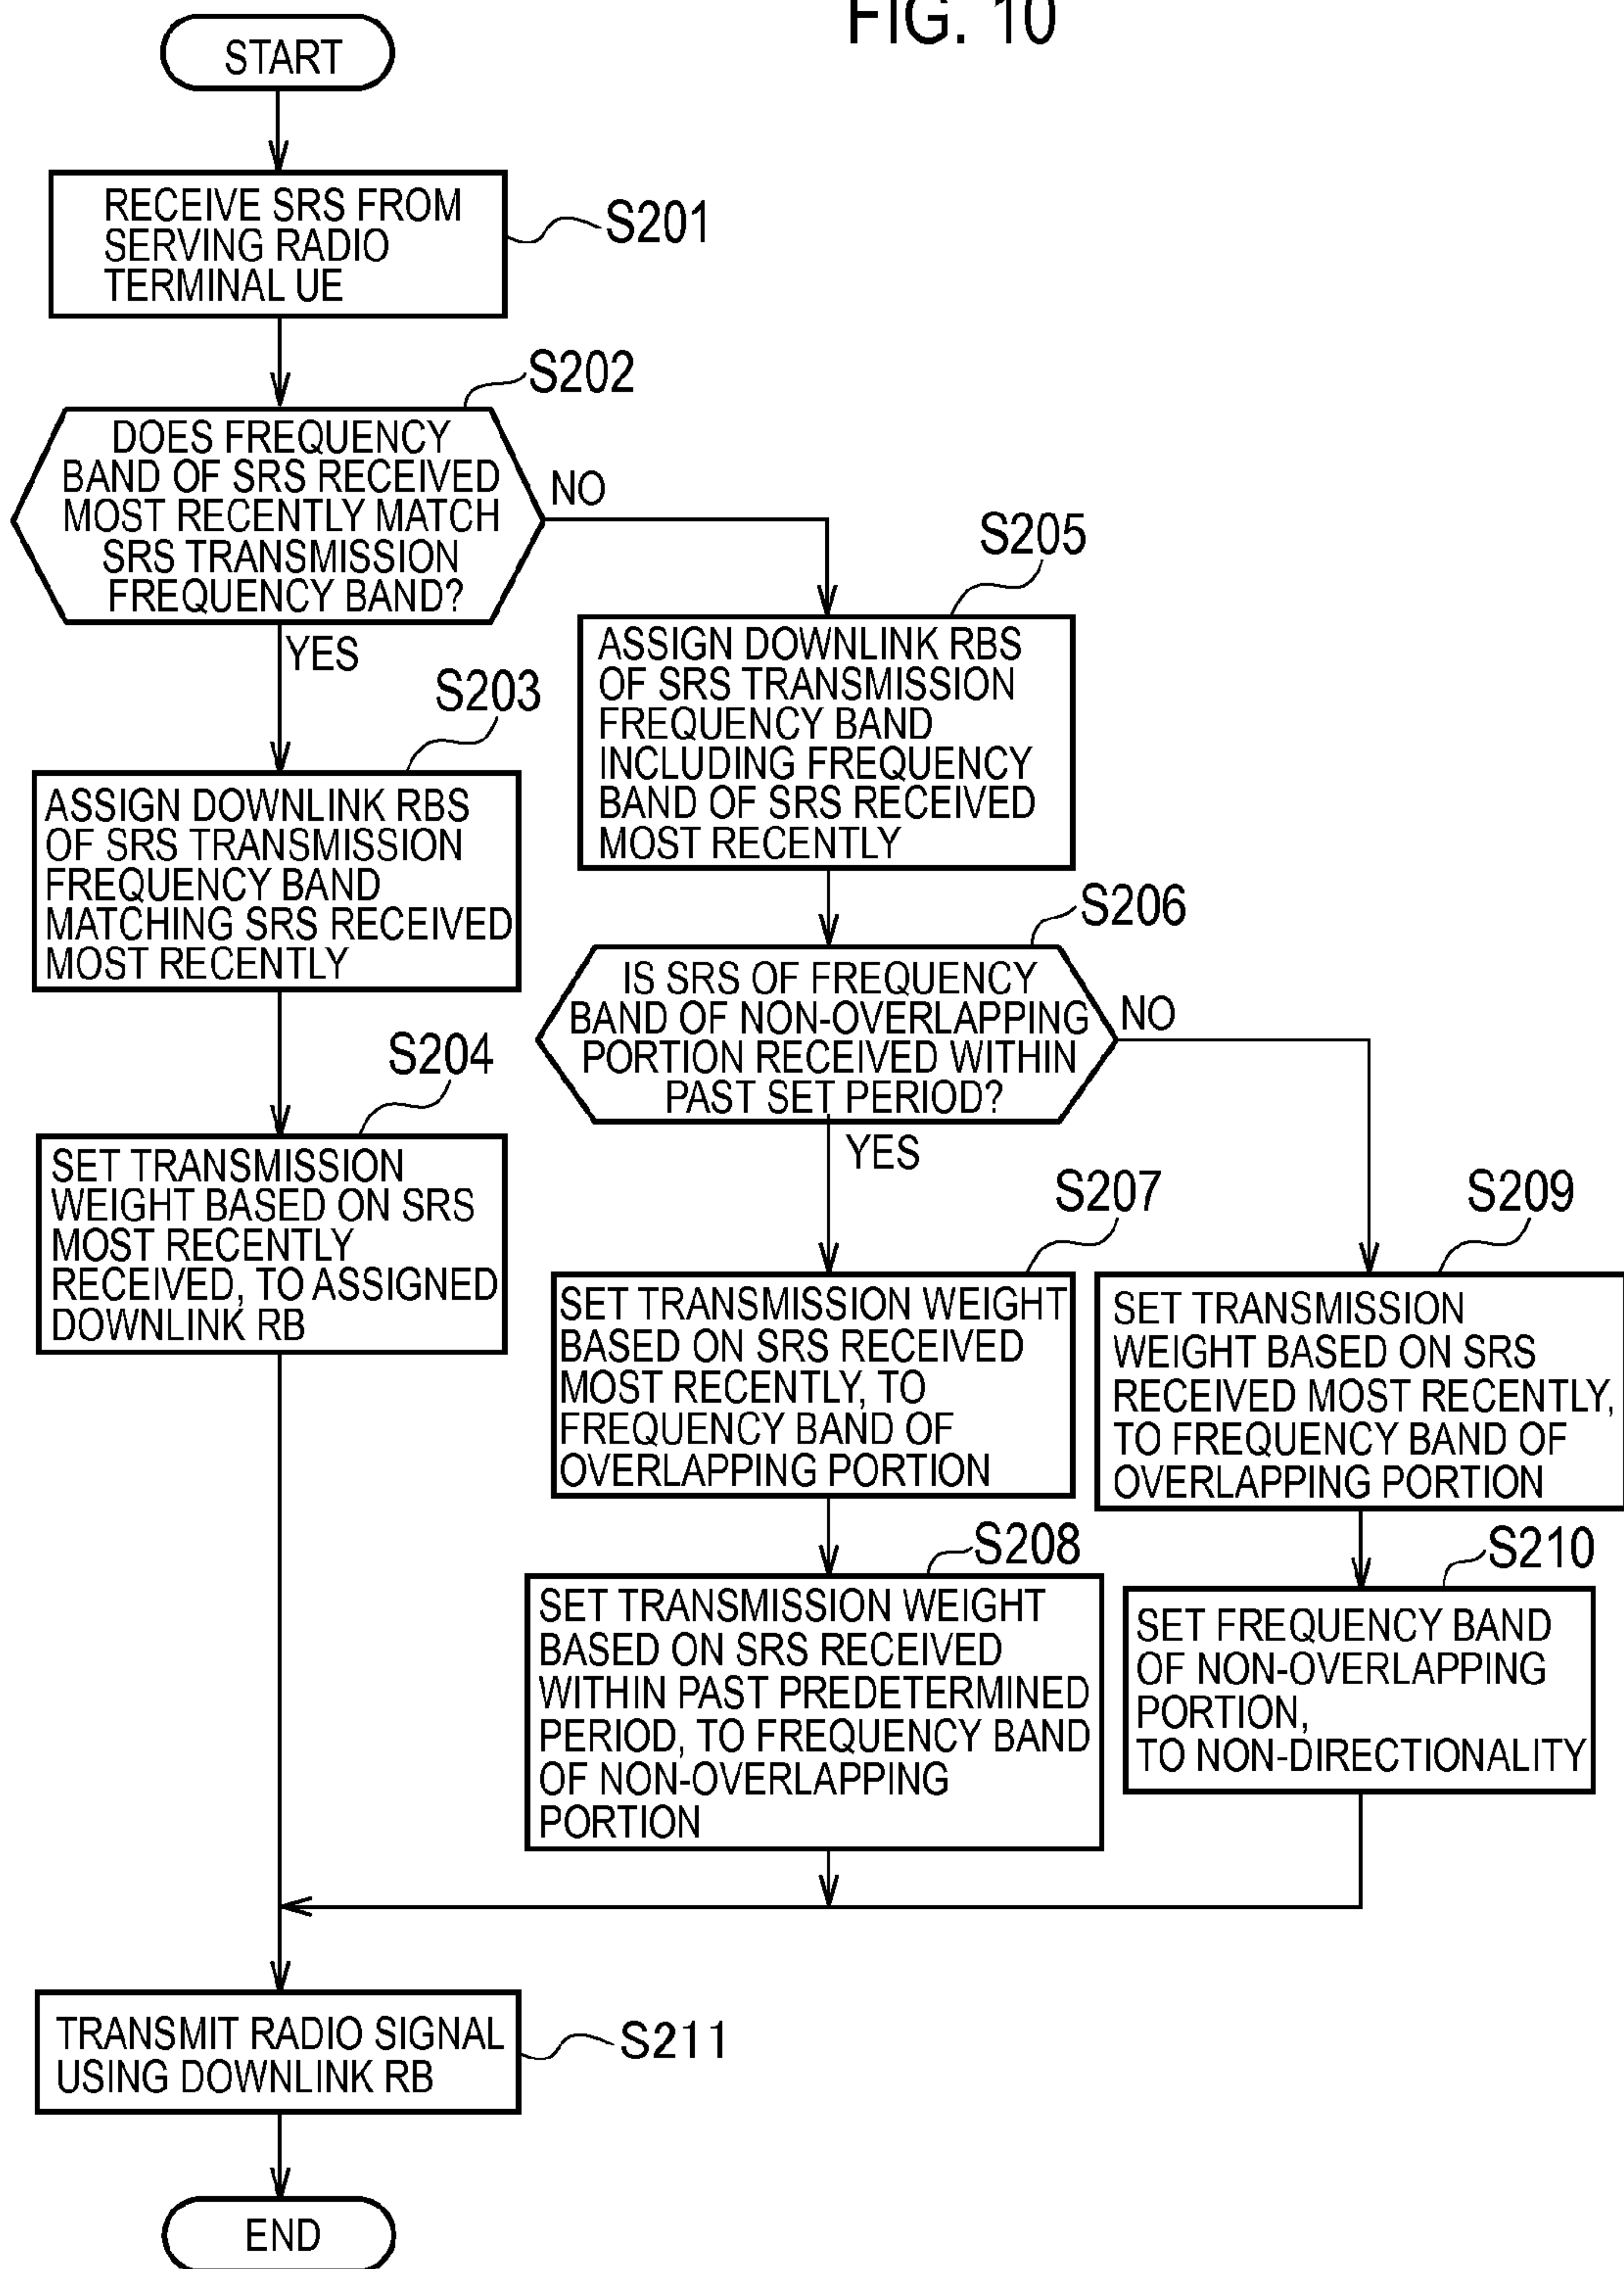 FIG. 10
START
RECEIVE SRS FROM
SERVING RADIO
TERMINAL UE
S201
S202
DOES FREQUENCY
BAND OF SRS RECEIVED
MOST RECENTLY MATCH
SRS TRANSMISSION
FREQUENCY BAND?
NO
YES
S203
ASSIGN DOWNLINK RBS
OF SRS TRANSMISSION
FREQUENCY BAND
MATCHING SRS RECEIVED
MOST RECENTLY
S204
SET TRANSMISSION
WEIGHT BASED ON SRS
MOST RECENTLY
RECEIVED, TO ASSIGNED
DOWNLINK RB
S205
ASSIGN DOWNLINK RBS
OF SRS TRANSMISSION
FREQUENCY BAND
INCLUDING FREQUENCY
BAND OF SRS RECEIVED
MOST RECENTLY
S206
IS SRS OF FREQUENCY
BAND OF NON-OVERLAPPING
PORTION RECEIVED WITHIN
PAST SET PERIOD?
NO
YES
S207
SET TRANSMISSION WEIGHT
BASED ON SRS RECEIVED
MOST RECENTLY, TO
FREQUENCY BAND OF
OVERLAPPING PORTION
S208
SET TRANSMISSION WEIGHT
BASED ON SRS RECEIVED
WITHIN PAST PREDETERMINED
PERIOD, TO FREQUENCY BAND
OF NON-OVERLAPPING
PORTION
S209
SET TRANSMISSION
WEIGHT BASED ON SRS
RECEIVED MOST RECENTLY,
TO FREQUENCY BAND OF
OVERLAPPING PORTION
S210
SET FREQUENCY BAND
OF NON-OVERLAPPING
PORTION,
TO NON-DIRECTIONALITY
TRANSMIT RADIO SIGNAL
USING DOWNLINK RB
S211
END